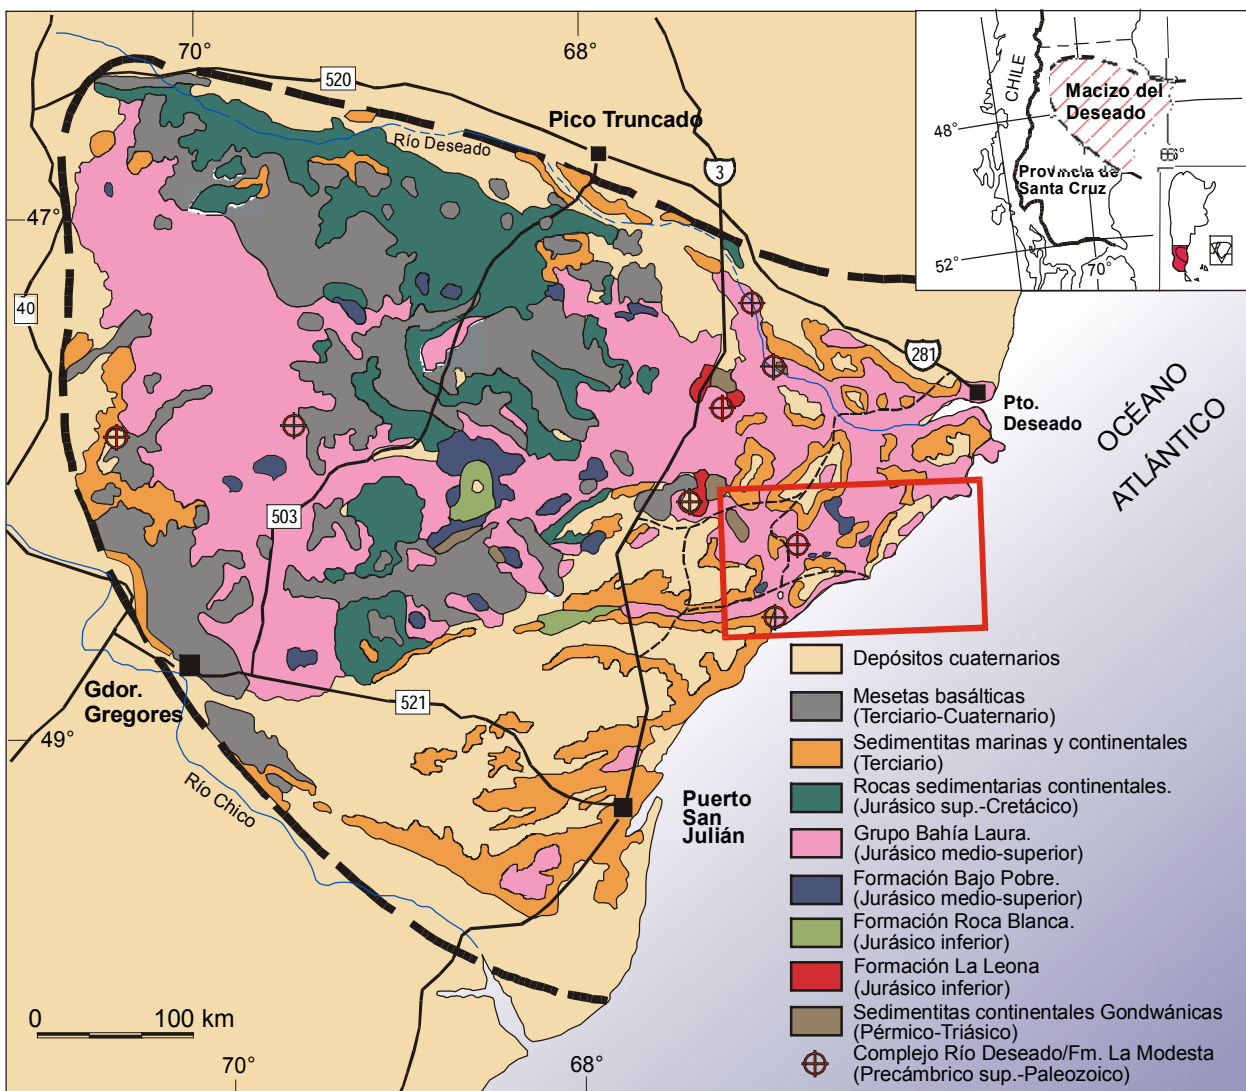 70°
68°
520
Pico Truncado
Río Deseado
3
47°
40
281
Pto.
Deseado
OCÉANO
ATLÁNTICO
503
Gdor.
Gregores
521
49°
Río Chico
Puerto
San
Julián
0 100 km
70°
68°
CHILE
Macizo del
Deseado
48°
Provincia de
Santa Cruz
52°
70°
Depósitos cuaternarios
Mesetas basálticas
(Terciario-Cuaternario)
Sedimentitas marinas y continentales
(Terciario)
Rocas sedimentarias continentales.
(Jurásico sup.-Cretácico)
Grupo Bahía Laura.
(Jurásico medio-superior)
Formación Bajo Pobre.
(Jurásico medio-superior)
Formación Roca Blanca.
(Jurásico inferior)
Formación La Leona
(Jurásico inferior)
Sedimentitas continentales Gondwánicas
(Pérmico-Triásico)
Complejo Río Deseado/Fm. La Modesta
(Precámbrico sup.-Paleozoico)